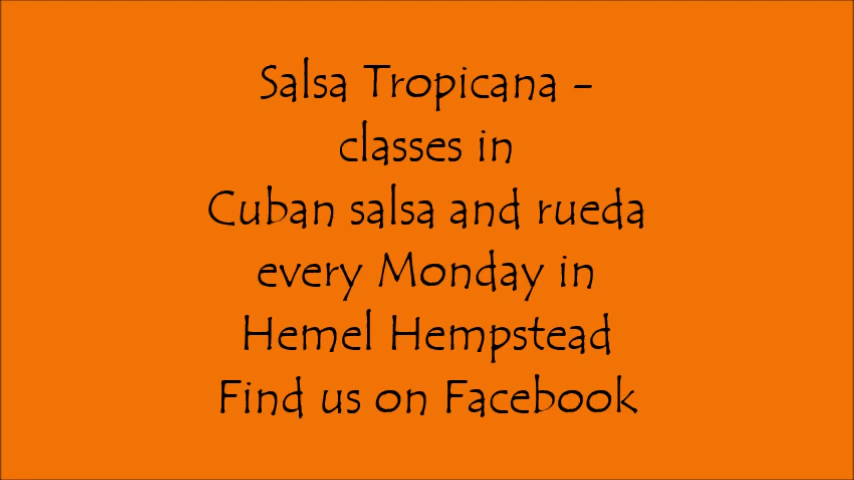 Salsa Tropicana -
classes in
Cuban salsa and rueda
every Monday in
Hemel Hempstead
Find us on Facebook